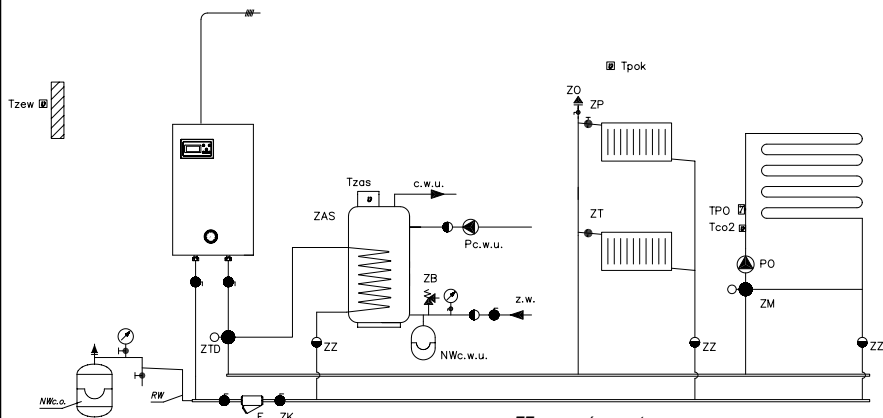 Tpok
Tzew
ZO
ZP
Tzas
c.w.u.
ZAS
ZT
TPO
Tco2
Pc.w.u.
PO
ZB
z.w.
ZM
ZTD
ZZ
NWc.w.u.
ZZ
ZZ
NWc.o.
RW
F
ZK